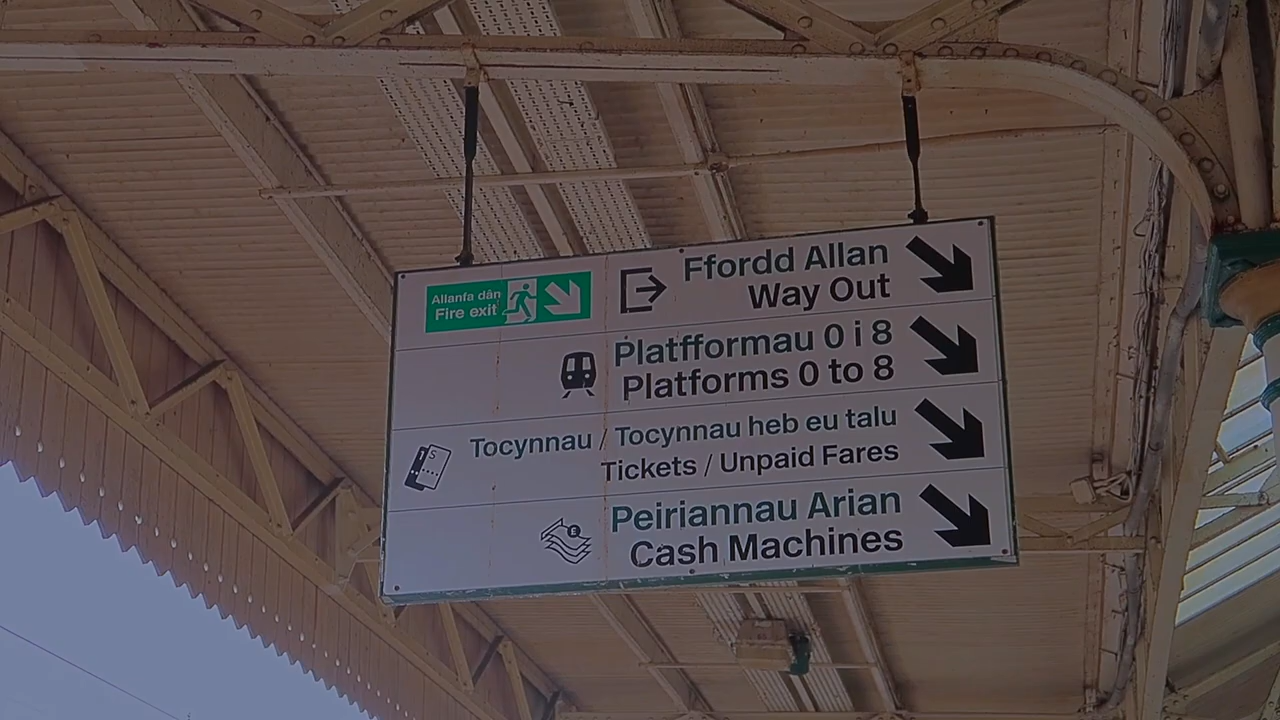 Allanfa dân
Fire exit
Ffordd Allan
Way Out
Platfformau 0 i 8
Platforms 0 to 8
Tocynnau / Tocynnau heb eu talu
Tickets / Unpaid Fares
Peiriannau Arian
Cash Machines